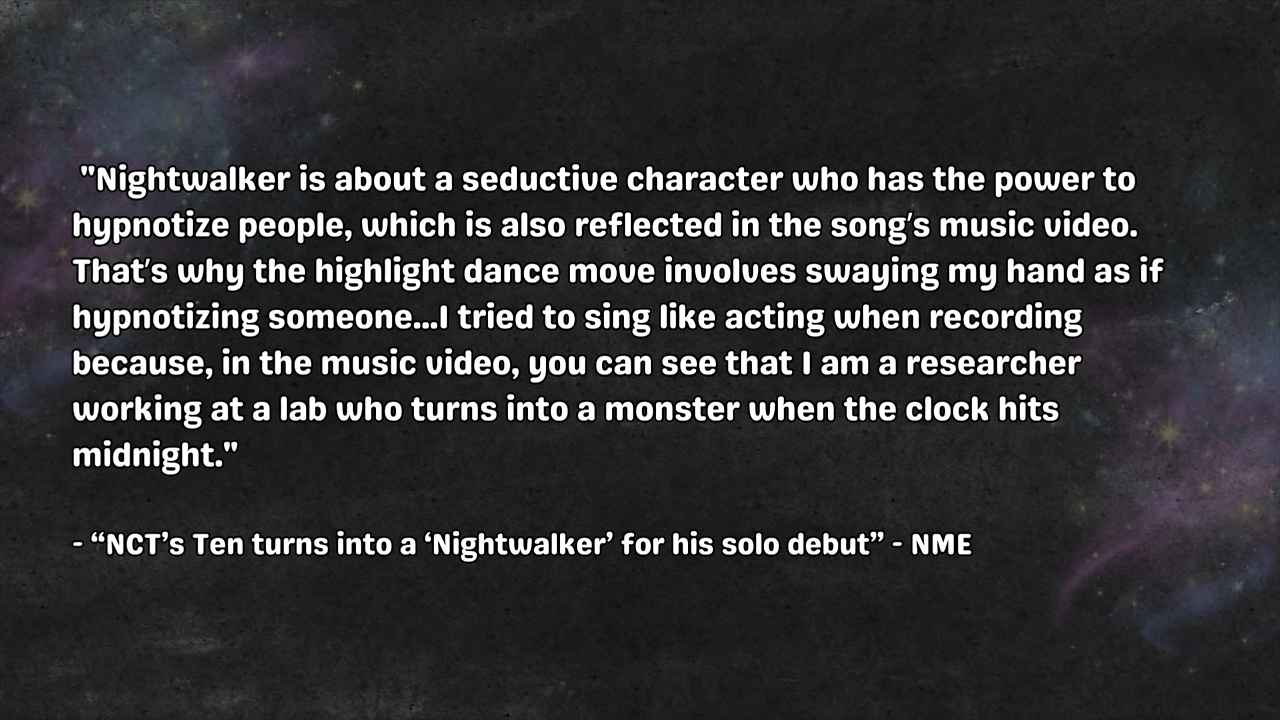 "Nightwalker is about a seductive character who has the power to
hypnotize people, which is also reflected in the song's music video.
That's why the highlight dance move involves swaying my hand as if
hypnotizing someone...I tried to sing like acting when recording
because, in the music video, you can see that I am a researcher
working at a lab who turns into a monster when the clock hits
midnight."
- “NCT’s Ten turns into a ‘Nightwalker’ for his solo debut” - NME